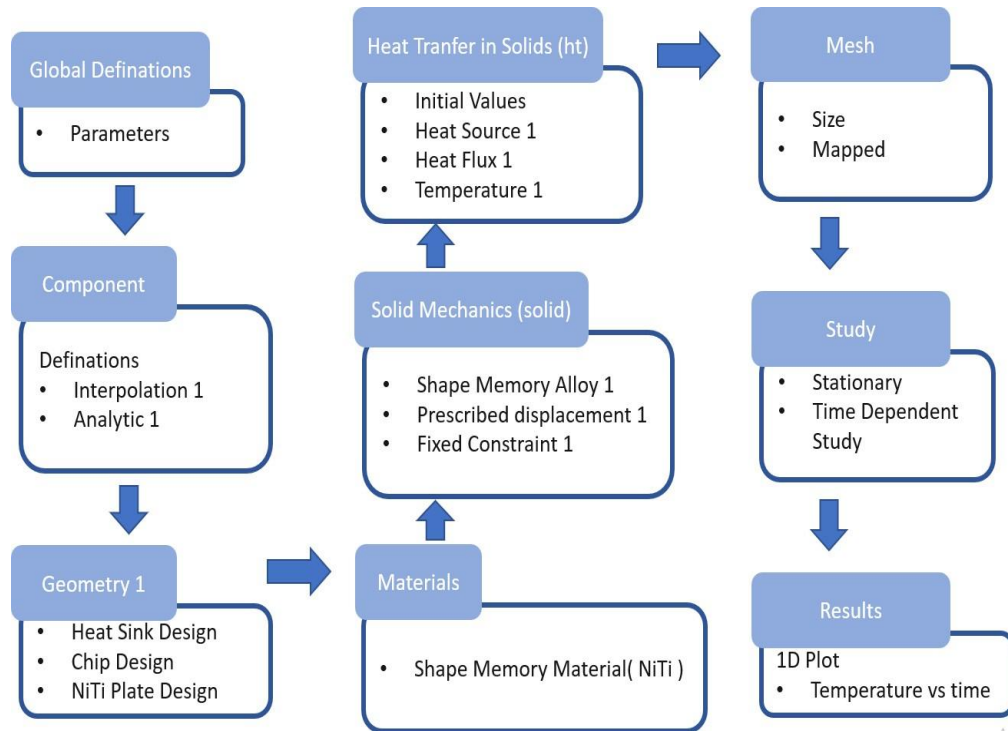 Global Definations
• Parameters
Component
Definations
• Interpolation 1
• Analytic 1
Geometry 1
• Heat Sink Design
• Chip Design
• NiTi Plate Design
Materials
• Shape Memory Material( NiTi )
Solid Mechanics (solid)
• Shape Memory Alloy 1
• Prescribed displacement 1
• Fixed Constraint 1
Heat Tranfer in Solids (ht)
• Initial Values
• Heat Source 1
• Heat Flux 1
• Temperature 1
Mesh
• Size
• Mapped
Study
• Stationary
• Time Dependent
Study
Results
1D Plot
• Temperature vs time